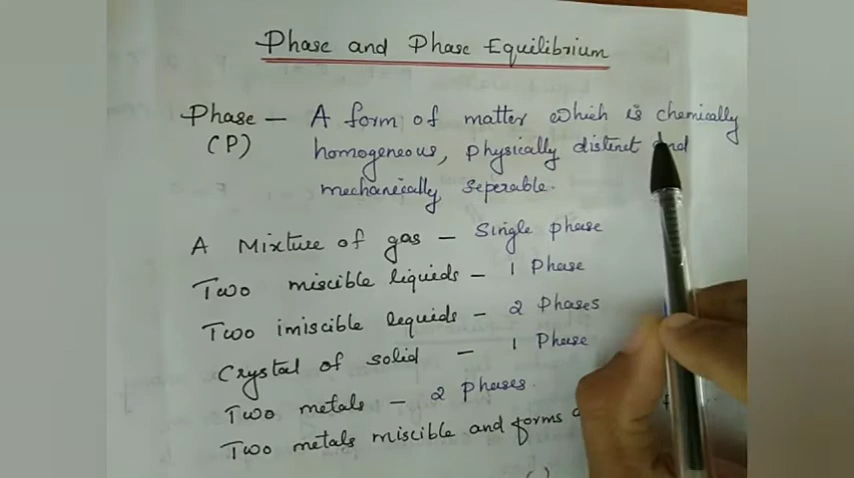 Phase and Phase Equilibrium
Phase — A form of matter which is chemically
(P) homogeneous, physically distinct and
mechanically seperable.
A Mixture of gas — Single phase
Two miscible liquids — 1 Phase
Two imiscible liquids — 2 Phases
Crystal of solid — 1 Phase
Two metals — 2 phases.
Two metals miscible and forms